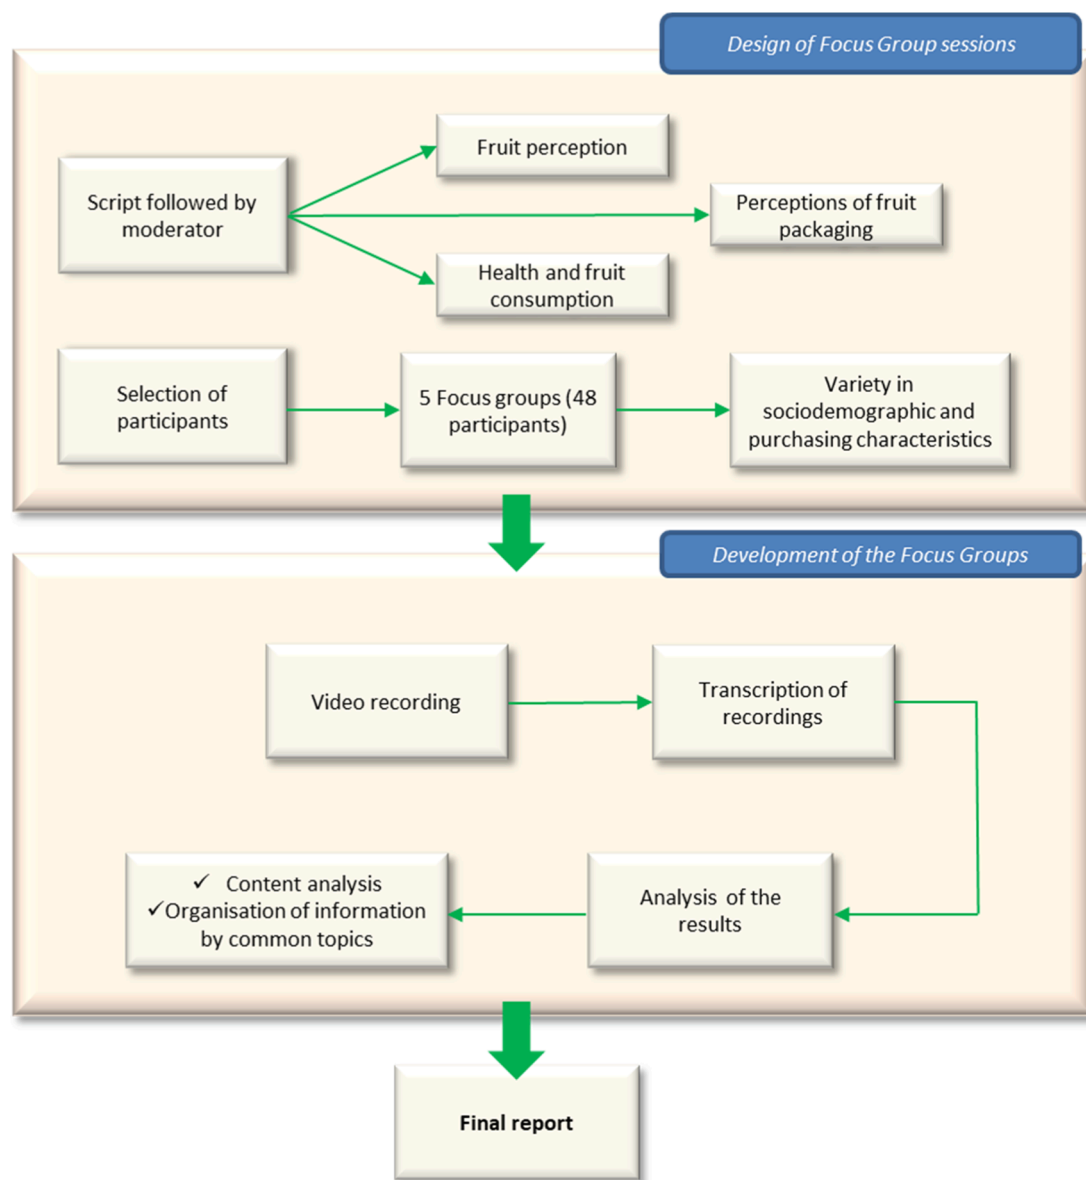 Design of Focus Group sessions
Fruit perception
Script followed by
moderator
Perceptions of fruit
packaging
Health and fruit
consumption
Selection of
participants
5 Focus groups (48
participants)
Variety in
sociodemographic and
purchasing characteristics
Development of the Focus Groups
Video recording
Transcription of
recordings
Analysis of the
results
✓ Content analysis
✓Organisation of information
by common topics
Final report